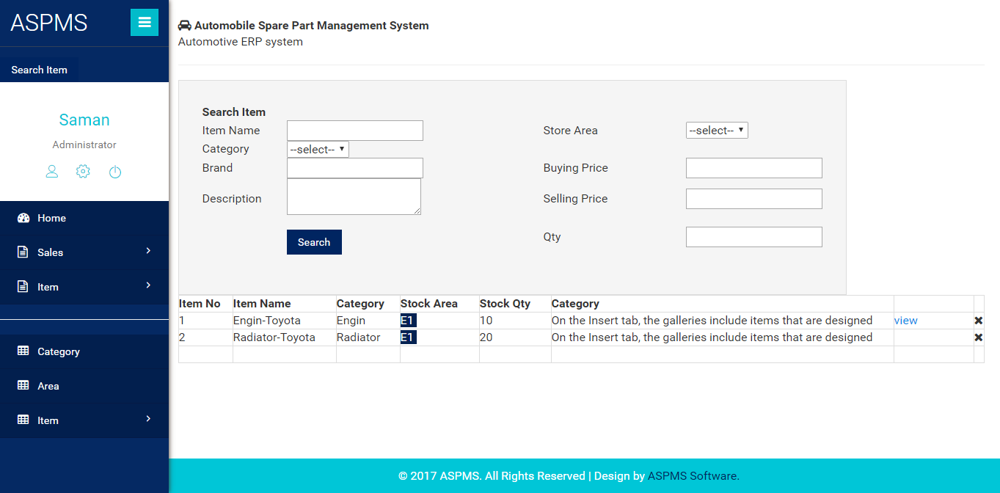 ASPMS
Search Item
Saman
Administrator
Home
Sales
Item
Category
Area
Item
Automobile Spare Part Management System
Automotive ERP system
Search Item
Item Name
Store Area --select--
Category --select--
Brand
Buying Price
Description
Selling Price
Search
Qty
Item No Item Name Category Stock Area Stock Qty Category
1 Engin-Toyota Engin E1 10 On the Insert tab, the galleries include items that are designed view
2 Radiator-Toyota Radiator E1 20 On the Insert tab, the galleries include items that are designed
© 2017 ASPMS. All Rights Reserved | Design by ASPMS Software.